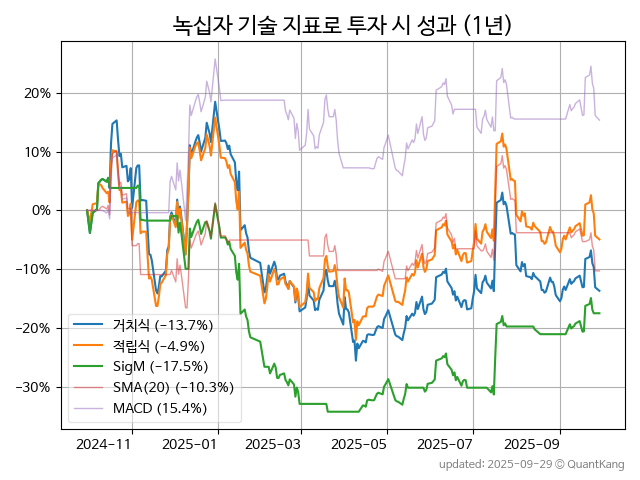 녹십자 기술 지표로 투자 시 성과 (1년)
20%
10%
0%
−10%
−20%
−30%
거치식 (−13.7%)
적립식 (−4.9%)
SigM (−17.5%)
SMA(20) (−10.3%)
MACD (15.4%)
2024−11
2025−01
2025−03
2025−05
2025−07
2025−09
updated: 2025-09-29 © QuantKang